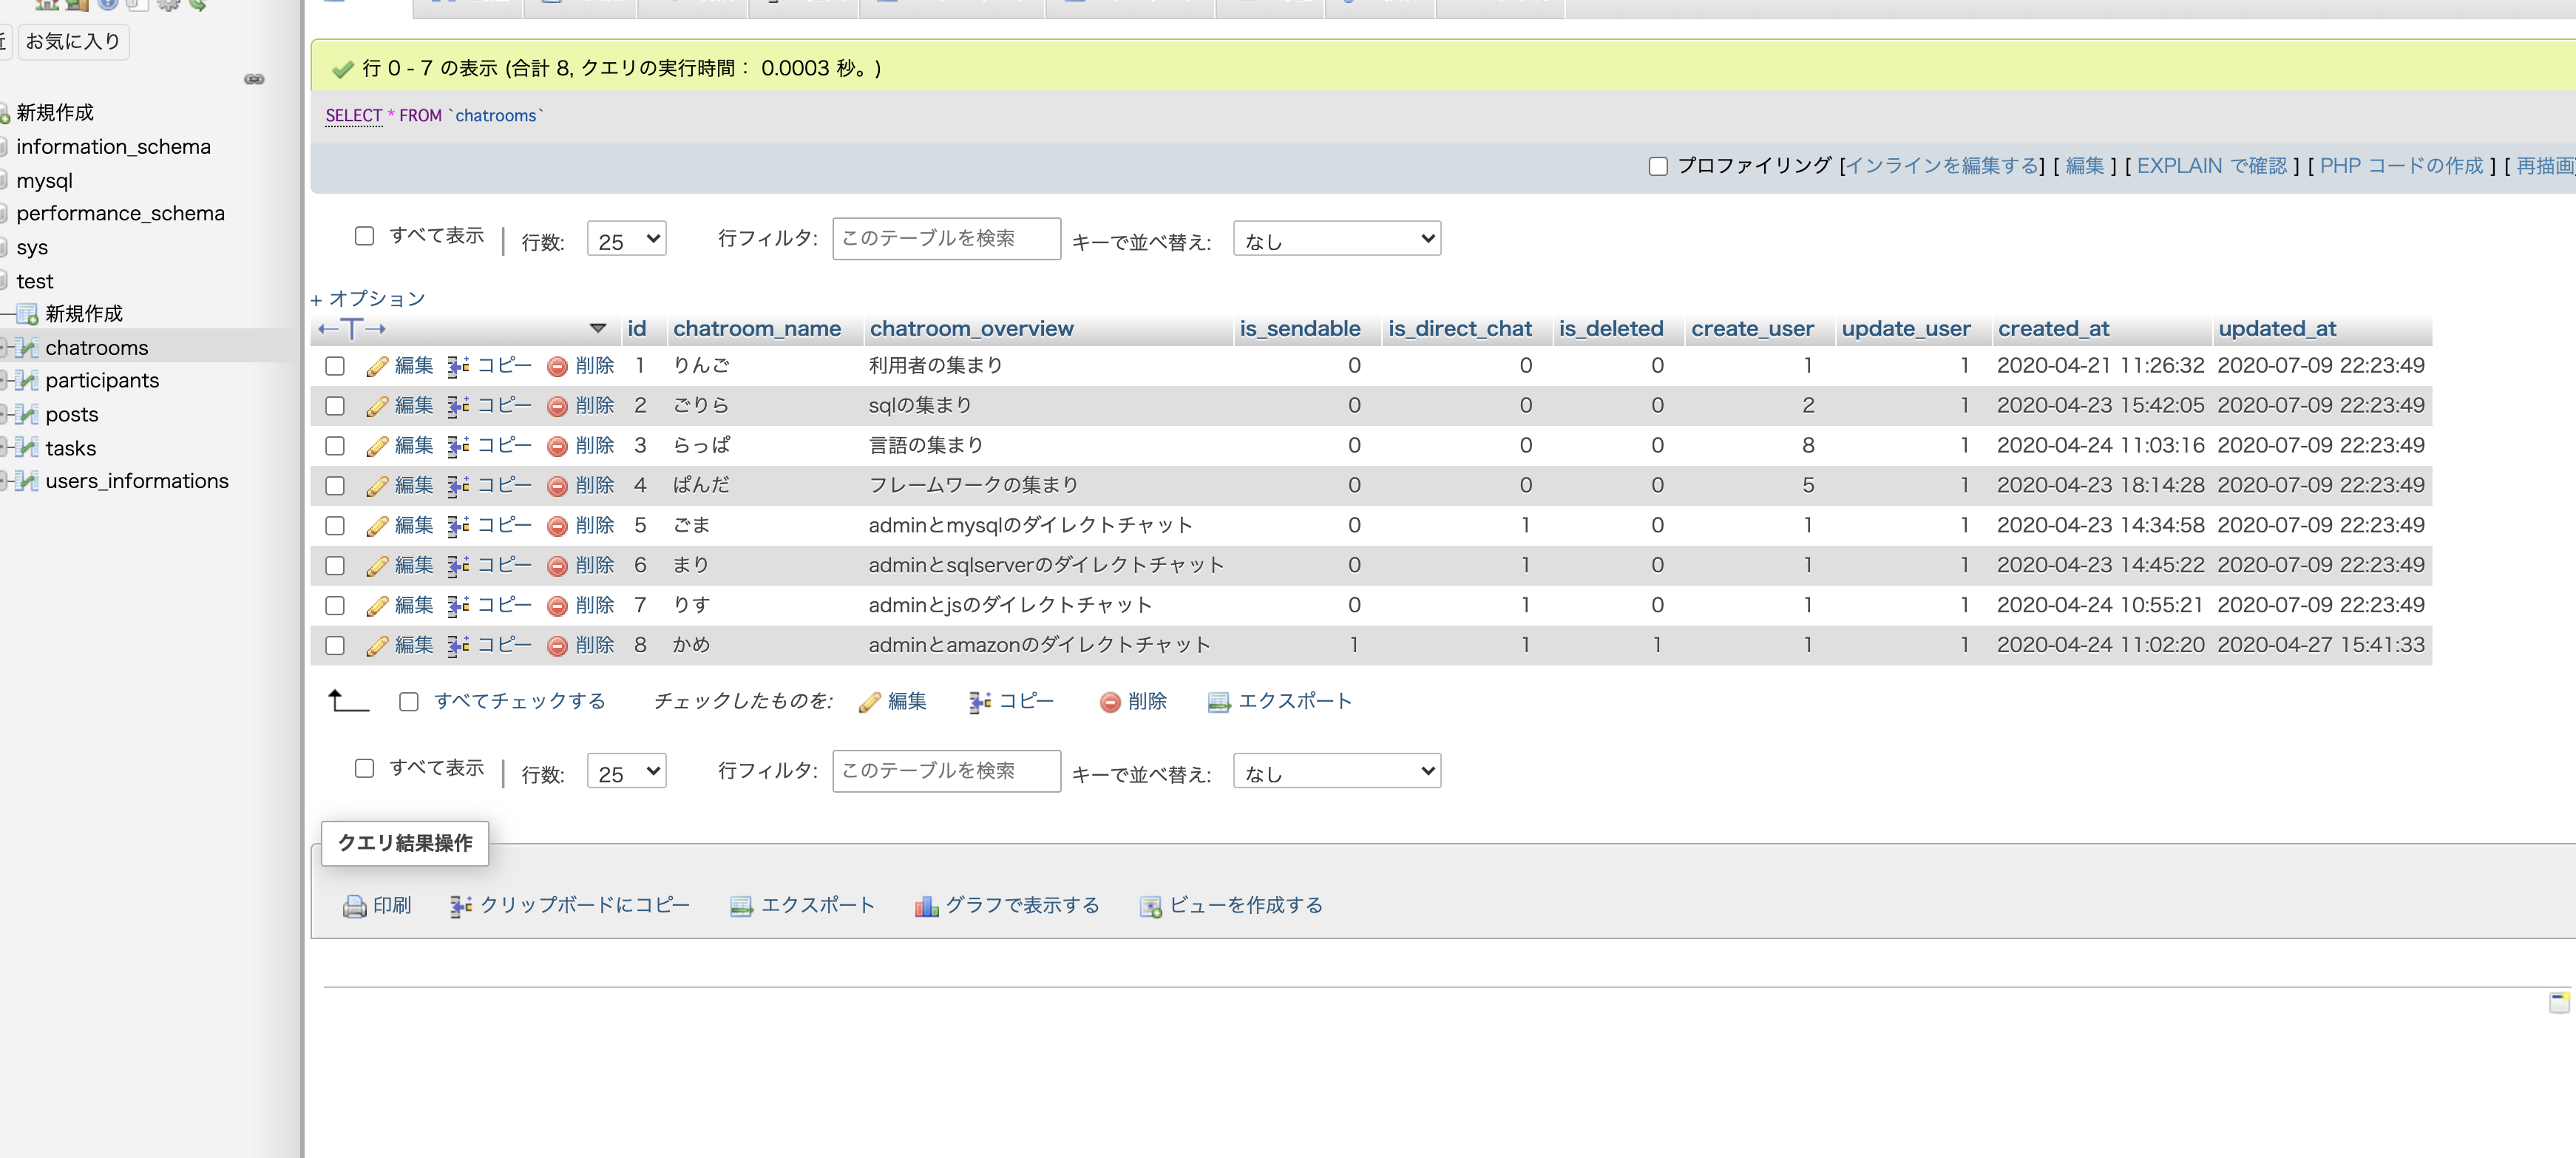 お気に入り
新規作成
information_schema
mysql
performance_schema
sys
test
新規作成
chatrooms
participants
posts
tasks
users_informations
行 0 - 7 の表示 (合計 8, クエリの実行時間： 0.0003 秒。)
SELECT * FROM `chatrooms`
プロファイリング [インラインを編集する] [ 編集 ] [ EXPLAIN で確認 ] [ PHP コードの作成 ] [ 再描画
すべて表示 | 行数: 25 行フィルタ: このテーブルを検索 キーで並べ替え: なし
+ オプション
←T→ id chatroom_name chatroom_overview is_sendable is_direct_chat is_deleted create_user update_user created_at updated_at
編集 コピー 削除 1 りんご 利用者の集まり 0 0 0 1 1 2020-04-21 11:26:32 2020-07-09 22:23:49
編集 コピー 削除 2 ごりら sqlの集まり 0 0 0 2 1 2020-04-23 15:42:05 2020-07-09 22:23:49
編集 コピー 削除 3 らっぱ 言語の集まり 0 0 0 8 1 2020-04-24 11:03:16 2020-07-09 22:23:49
編集 コピー 削除 4 ぱんだ フレームワークの集まり 0 0 0 5 1 2020-04-23 18:14:28 2020-07-09 22:23:49
編集 コピー 削除 5 ごま adminとmysqlのダイレクトチャット 0 1 0 1 1 2020-04-23 14:34:58 2020-07-09 22:23:49
編集 コピー 削除 6 まり adminとsqlserverのダイレクトチャット 0 1 0 1 1 2020-04-23 14:45:22 2020-07-09 22:23:49
編集 コピー 削除 7 りす adminとjsのダイレクトチャット 0 1 0 1 1 2020-04-24 10:55:21 2020-07-09 22:23:49
編集 コピー 削除 8 かめ adminとamazonのダイレクトチャット 1 1 1 1 1 2020-04-24 11:02:20 2020-04-27 15:41:33
すべてチェックする チェックしたものを: 編集 コピー 削除 エクスポート
すべて表示 | 行数: 25 行フィルタ: このテーブルを検索 キーで並べ替え: なし
クエリ結果操作
印刷 クリップボードにコピー エクスポート グラフで表示する ビューを作成する